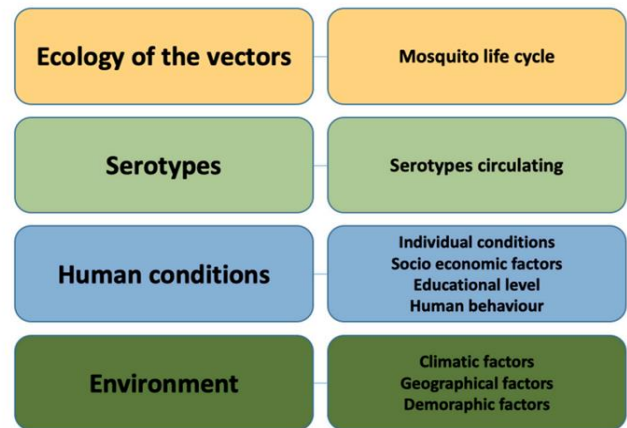 Ecology of the vectors
Mosquito life cycle
Serotypes
Serotypes circulating
Human conditions
Individual conditions
Socio economic factors
Educational level
Human behaviour
Environment
Climatic factors
Geographical factors
Demoraphic factors